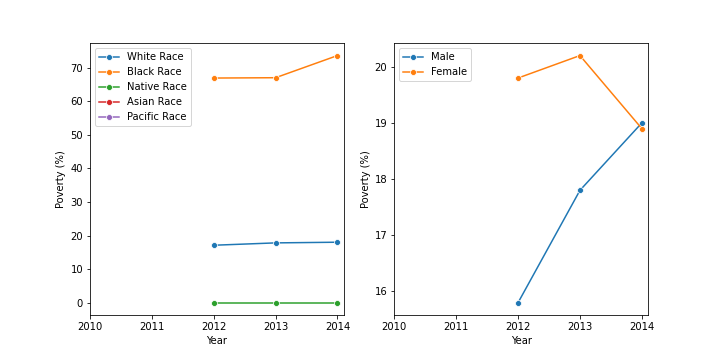 White Race
Black Race
Native Race
Asian Race
Pacific Race
70
60
50
40
30
20
10
0
Poverty (%)
2010 2011 2012 2013 2014
Year
Male
Female
20
19
18
17
16
Poverty (%)
2010 2011 2012 2013 2014
Year